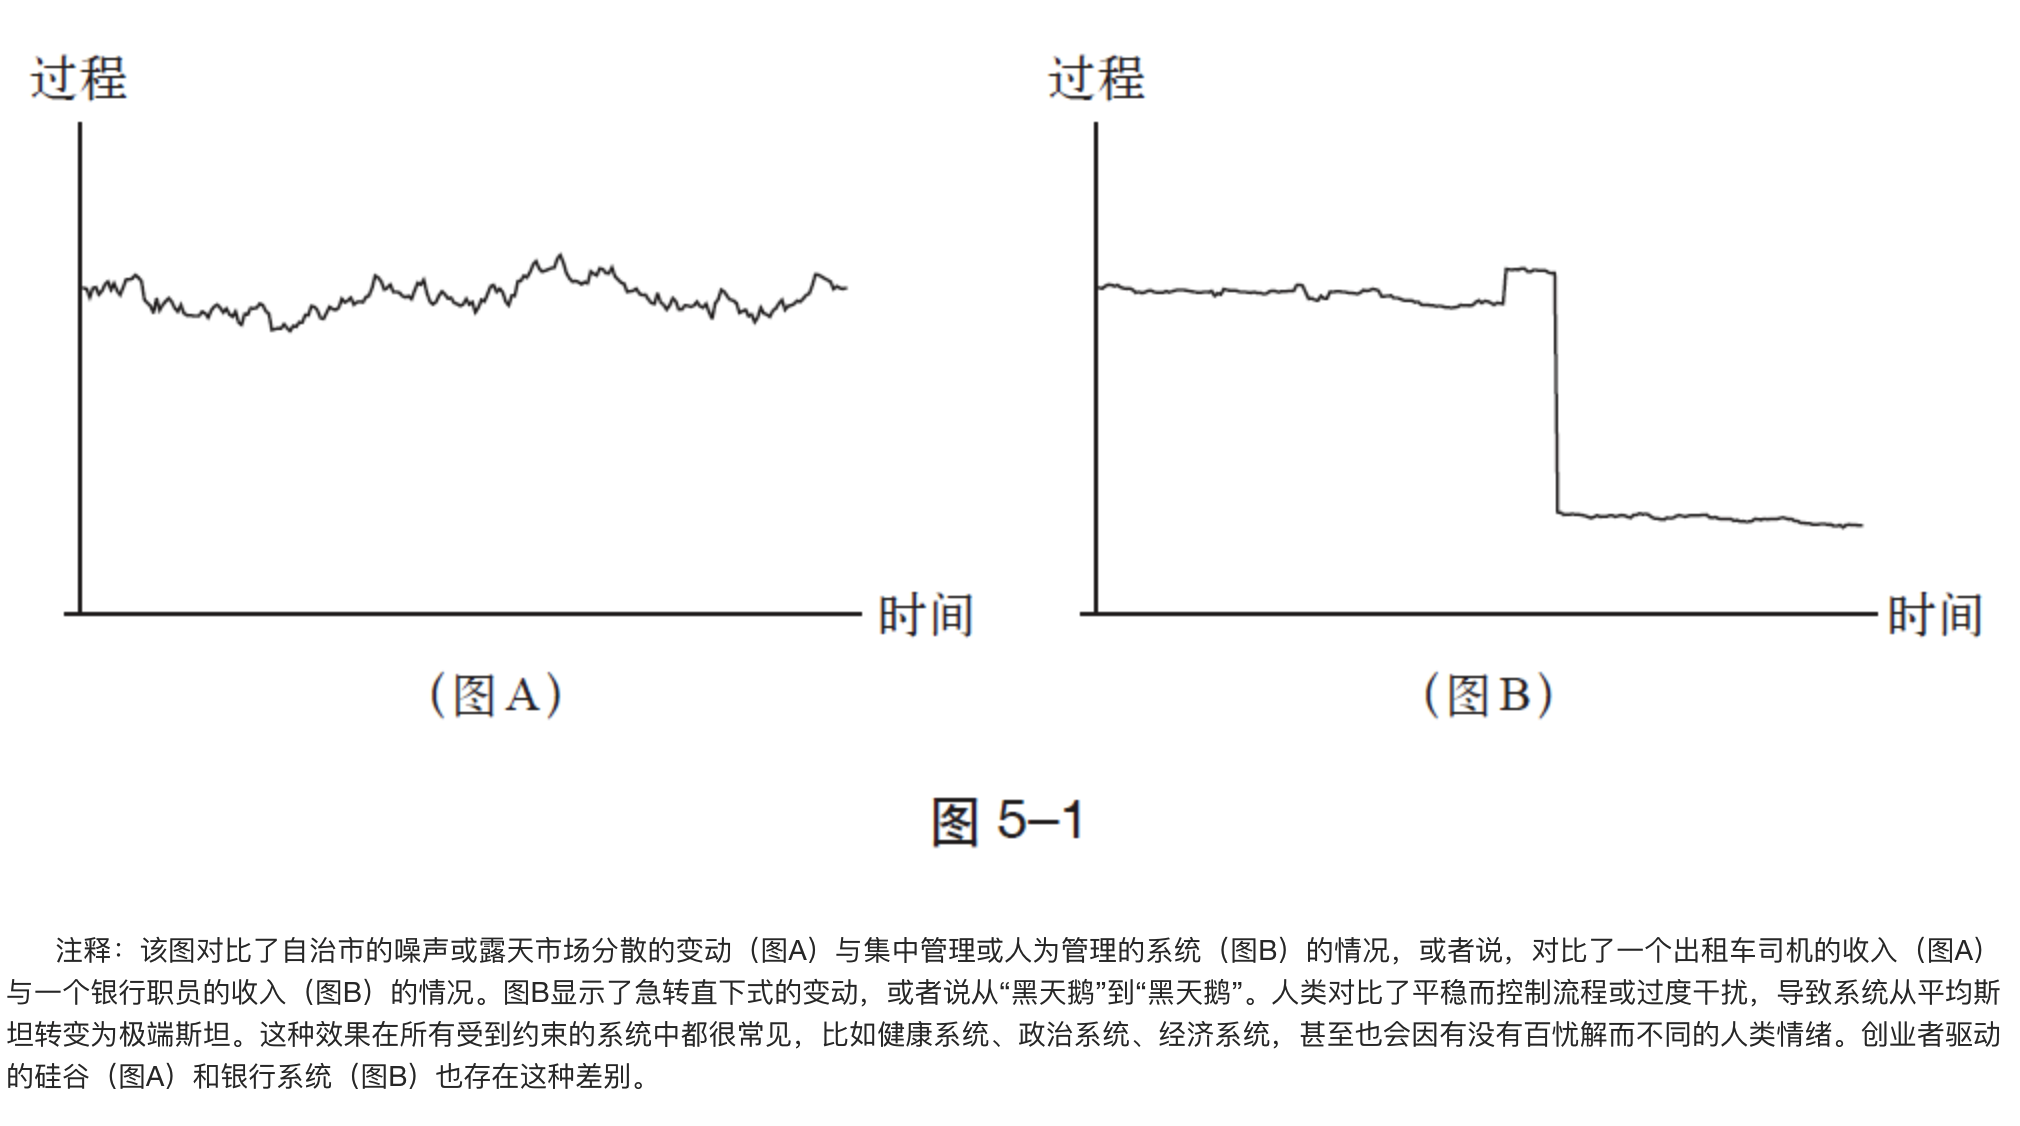 过程
过程
时间
时间
（图A）
（图B）
图 5–1
注释：该图对比了自治市的噪声或露天市场分散的变动（图A）与集中管理或人为管理的系统（图B）的情况，或者说，对比了一个出租车司机的收入（图A）
与一个银行职员的收入（图B）的情况。图B显示了急转直下式的变动，或者说从“黑天鹅”到“黑天鹅”。人类对比了平稳而控制流程或过度干扰，导致系统从平均斯
坦转变为极端斯坦。这种效果在所有受到约束的系统中都很常见，比如健康系统、政治系统、经济系统，甚至也会因有没有百忧解而不同的人类情绪。创业者驱动
的硅谷（图A）和银行系统（图B）也存在这种差别。